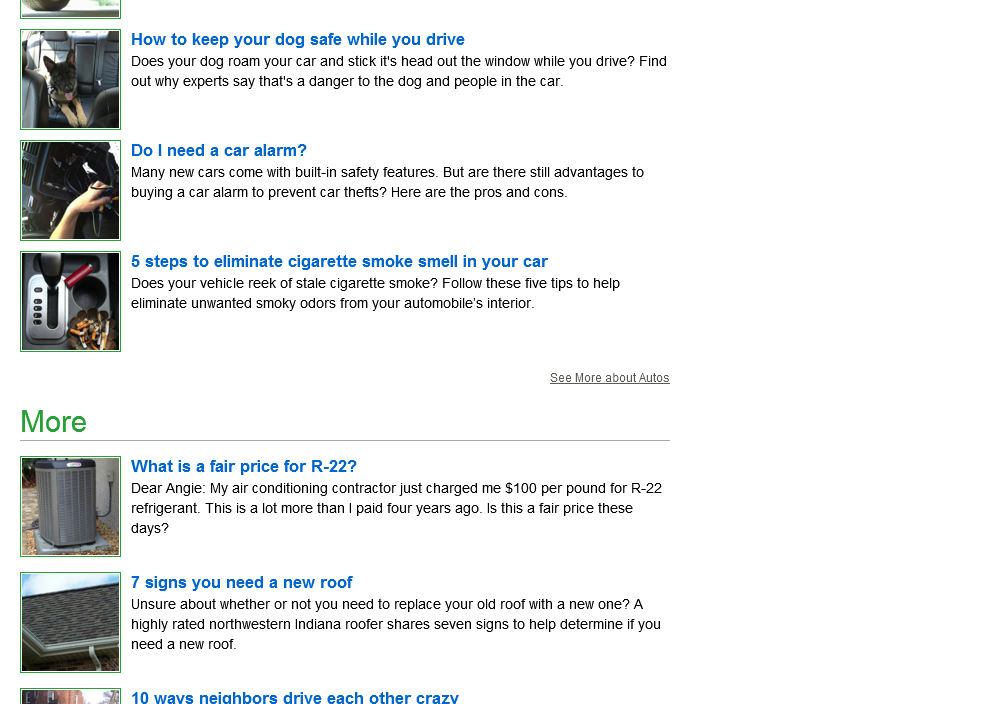 How to keep your dog safe while you drive
Does your dog roam your car and stick it's head out the window while you drive? Find
out why experts say that's a danger to the dog and people in the car.
Do I need a car alarm?
Many new cars come with built-in safety features. But are there still advantages to
buying a car alarm to prevent car thefts? Here are the pros and cons.
5 steps to eliminate cigarette smoke smell in your car
Does your vehicle reek of stale cigarette smoke? Follow these five tips to help
eliminate unwanted smoky odors from your automobile's interior.
See More about Autos
More
What is a fair price for R-22?
Dear Angie: My air conditioning contractor just charged me $100 per pound for R-22
refrigerant. This is a lot more than I paid four years ago. Is this a fair price these
days?
7 signs you need a new roof
Unsure about whether or not you need to replace your old roof with a new one? A
highly rated northwestern Indiana roofer shares seven signs to help determine if you
need a new roof.
10 ways neighbors drive each other crazy